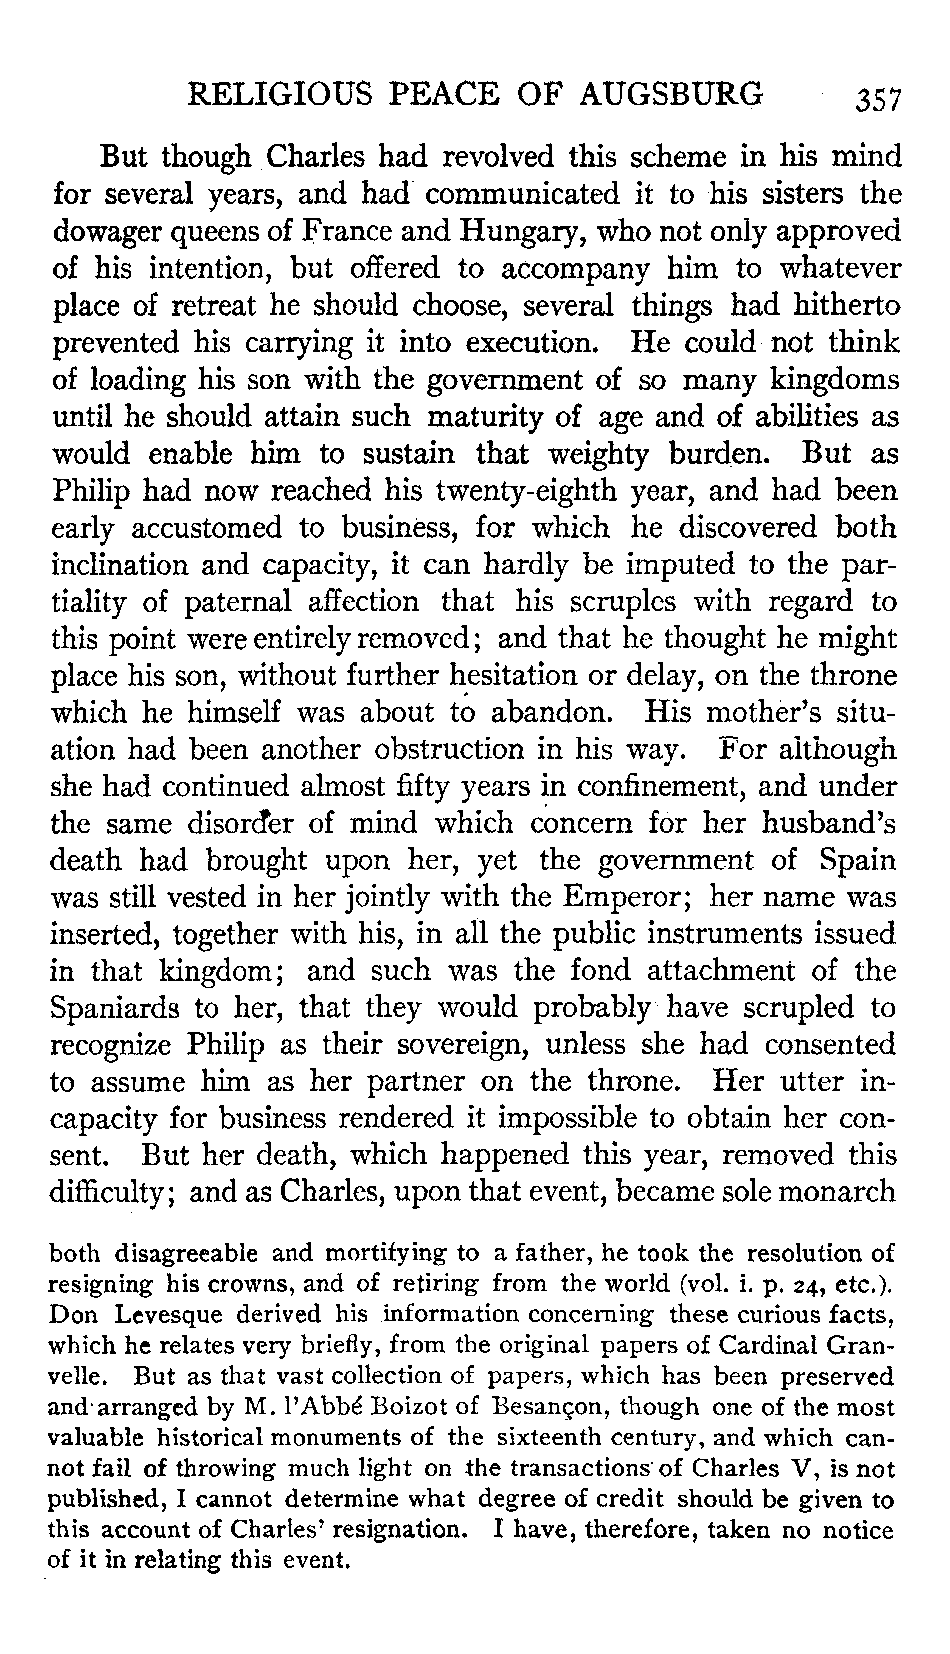 RELIGIOUS PEACE OF AUGSBURG 357
But though Charles had revolved this scheme in his mind
for several years, and had communicated it to his sisters the
dowager queens of France and Hungary, who not only approved
of his intention, but offered to accompany him to whatever
place of retreat he should choose, several things had hitherto
prevented his carrying it into execution. He could not think
of loading his son with the government of so many kingdoms
until he should attain such maturity of age and of abilities as
would enable him to sustain that weighty burden. But as
Philip had now reached his twenty-eighth year, and had been
early accustomed to business, for which he discovered both
inclination and capacity, it can hardly be imputed to the par-
tiality of paternal affection that his scruples with regard to
this point were entirely removed; and that he thought he might
place his son, without further hesitation or delay, on the throne
which he himself was about to abandon. His mother's situ-
ation had been another obstruction in his way. For although
she had continued almost fifty years in confinement, and under
the same disorder of mind which concern for her husband's
death had brought upon her, yet the government of Spain
was still vested in her jointly with the Emperor; her name was
inserted, together with his, in all the public instruments issued
in that kingdom; and such was the fond attachment of the
Spaniards to her, that they would probably have scrupled to
recognize Philip as their sovereign, unless she had consented
to assume him as her partner on the throne. Her utter in-
capacity for business rendered it impossible to obtain her con-
sent. But her death, which happened this year, removed this
difficulty; and as Charles, upon that event, became sole monarch
both disagreeable and mortifying to a father, he took the resolution of
resigning his crowns, and of retiring from the world (vol. i. p. 24, etc.).
Don Levesque derived his information concerning these curious facts,
which he relates very briefly, from the original papers of Cardinal Gran-
velle. But as that vast collection of papers, which has been preserved
and arranged by M. l'Abbé Boizot of Besançon, though one of the most
valuable historical monuments of the sixteenth century, and which can-
not fail of throwing much light on the transactions of Charles V, is not
published, I cannot determine what degree of credit should be given to
this account of Charles' resignation. I have, therefore, taken no notice
of it in relating this event.